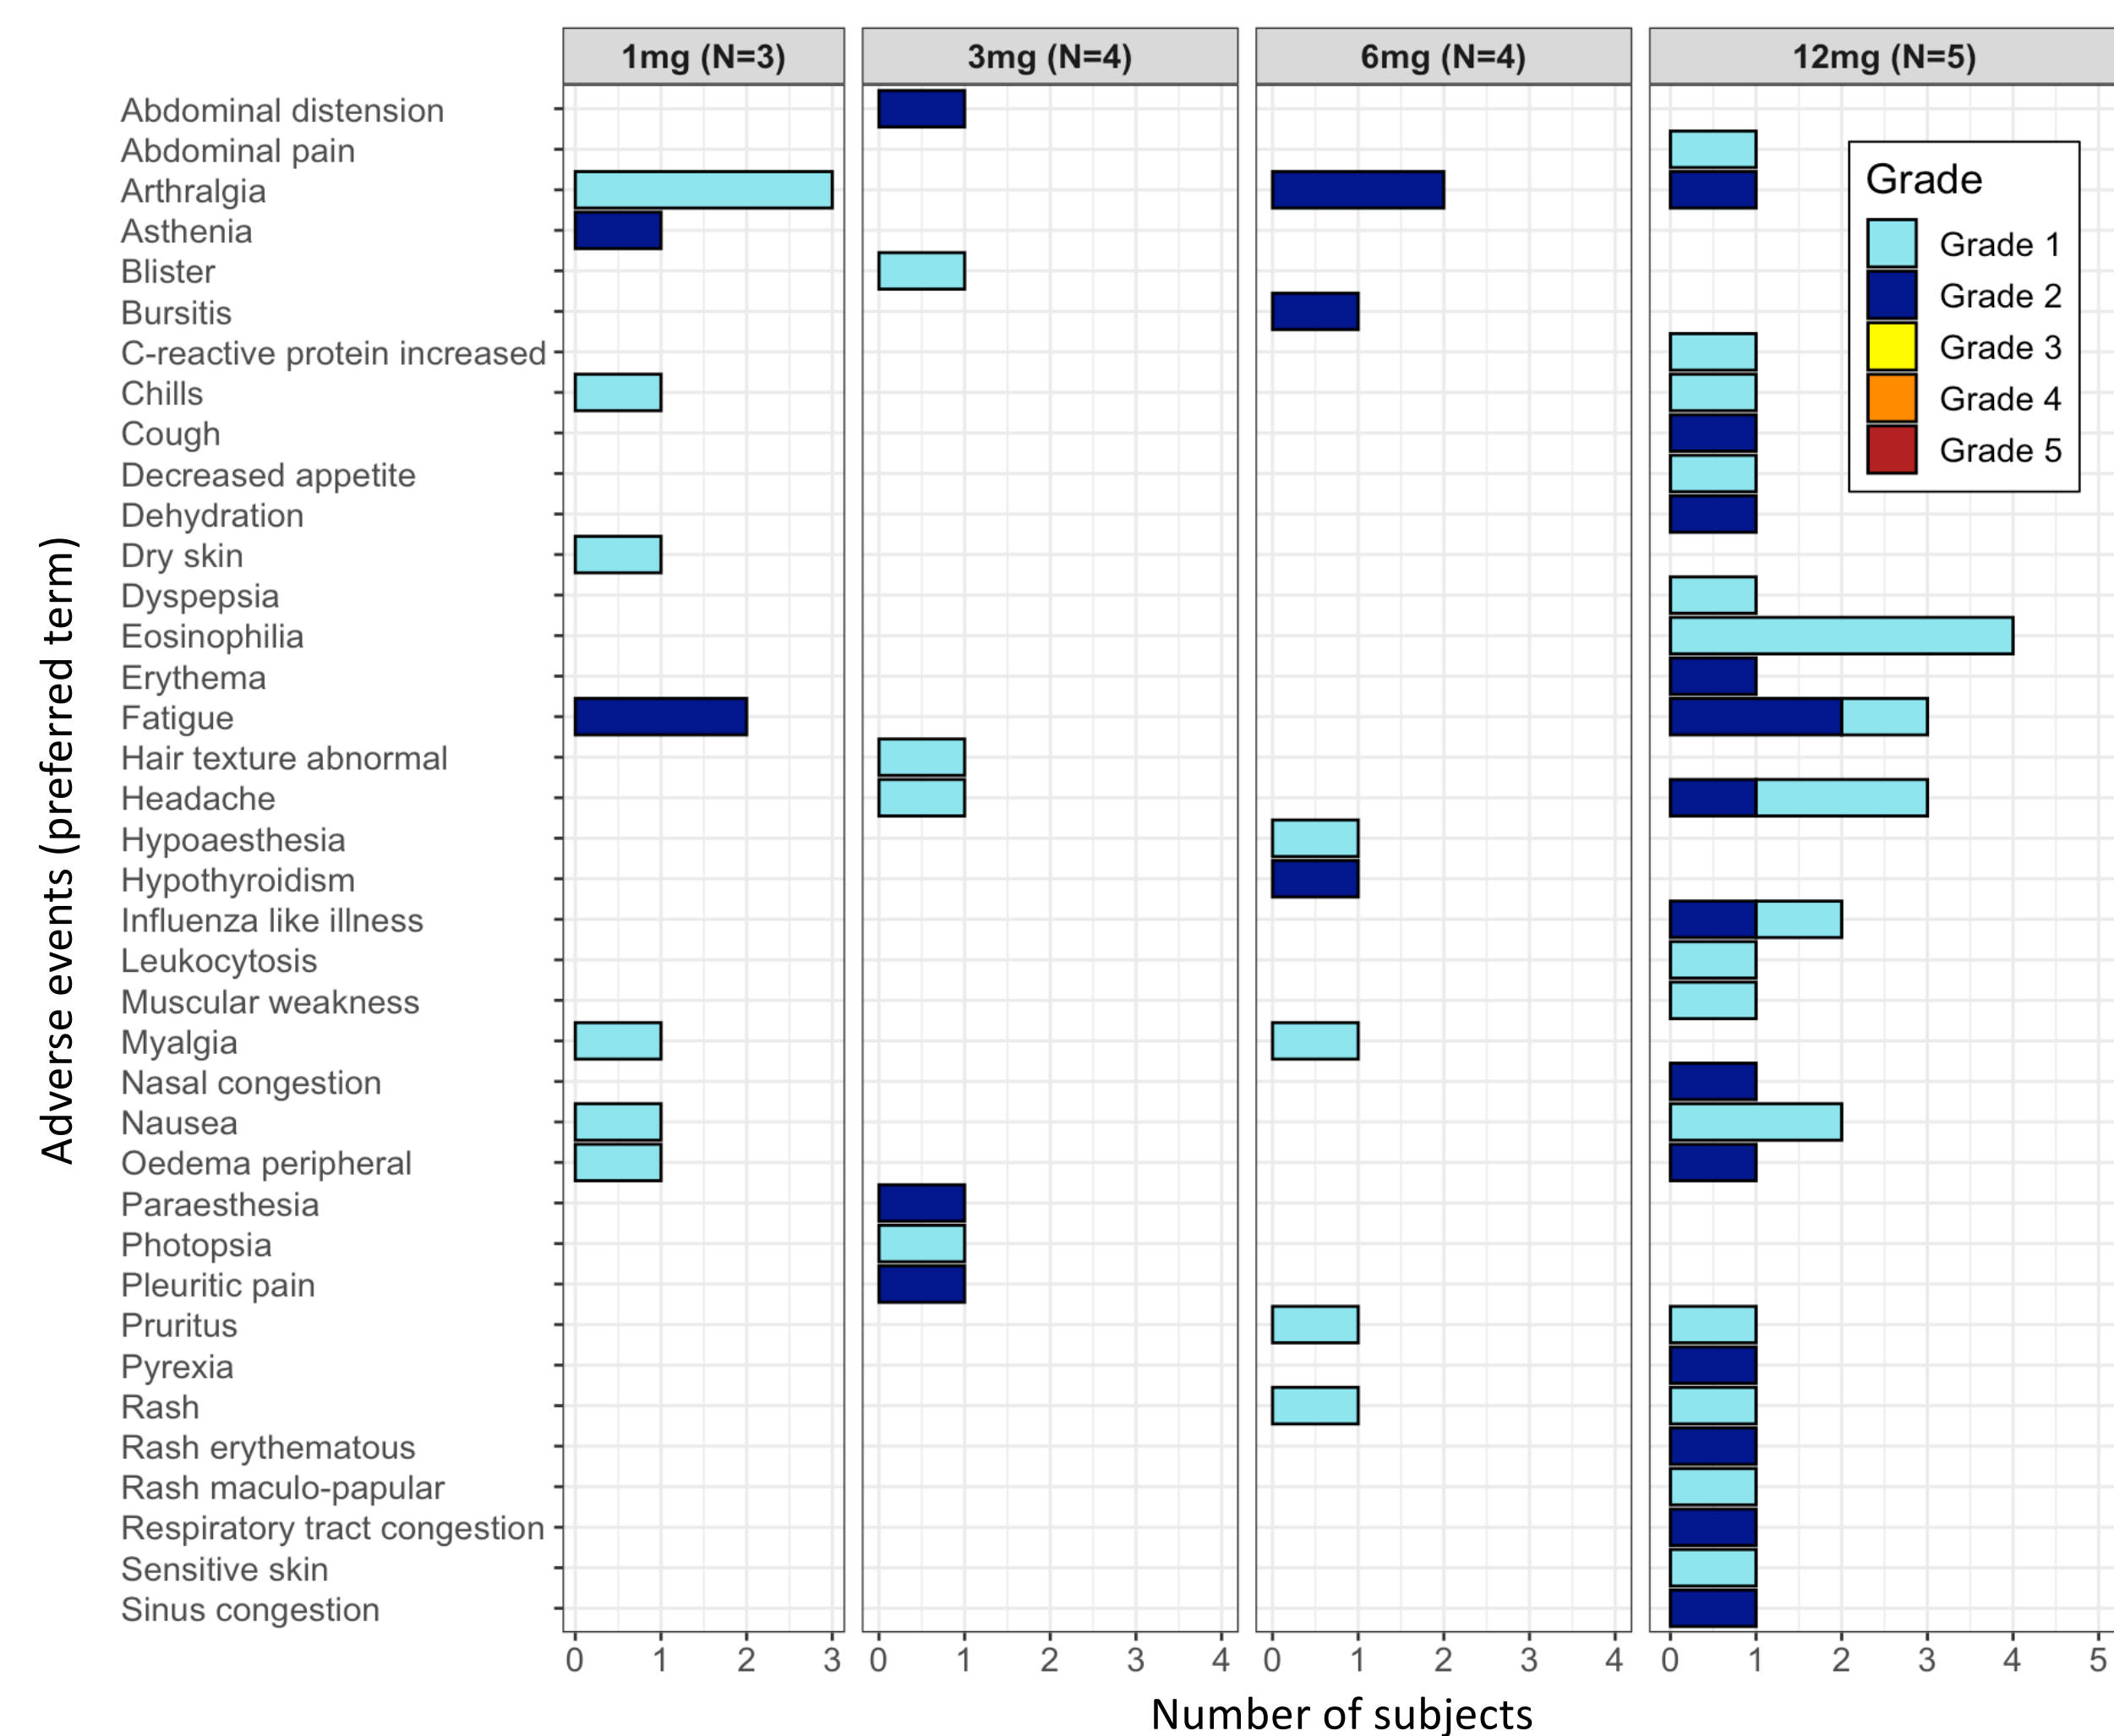 1mg (N=3) 3mg (N=4) 6mg (N=4) 12mg (N=5)
Adverse events (preferred term)
Abdominal distension
Abdominal pain
Arthralgia
Asthenia
Blister
Bursitis
C-reactive protein increased
Chills
Cough
Decreased appetite
Dehydration
Dry skin
Dyspepsia
Eosinophilia
Erythema
Fatigue
Hair texture abnormal
Headache
Hypoaesthesia
Hypothyroidism
Influenza like illness
Leukocytosis
Muscular weakness
Myalgia
Nasal congestion
Nausea
Oedema peripheral
Paraesthesia
Photopsia
Pleuritic pain
Pruritus
Pyrexia
Rash
Rash erythematous
Rash maculo-papular
Respiratory tract congestion
Sensitive skin
Sinus congestion
Grade
Grade 1
Grade 2
Grade 3
Grade 4
Grade 5
0 1 2 3 0 1 2 3 4 0 1 2 3 4 0 1 2 3 4 5
Number of subjects